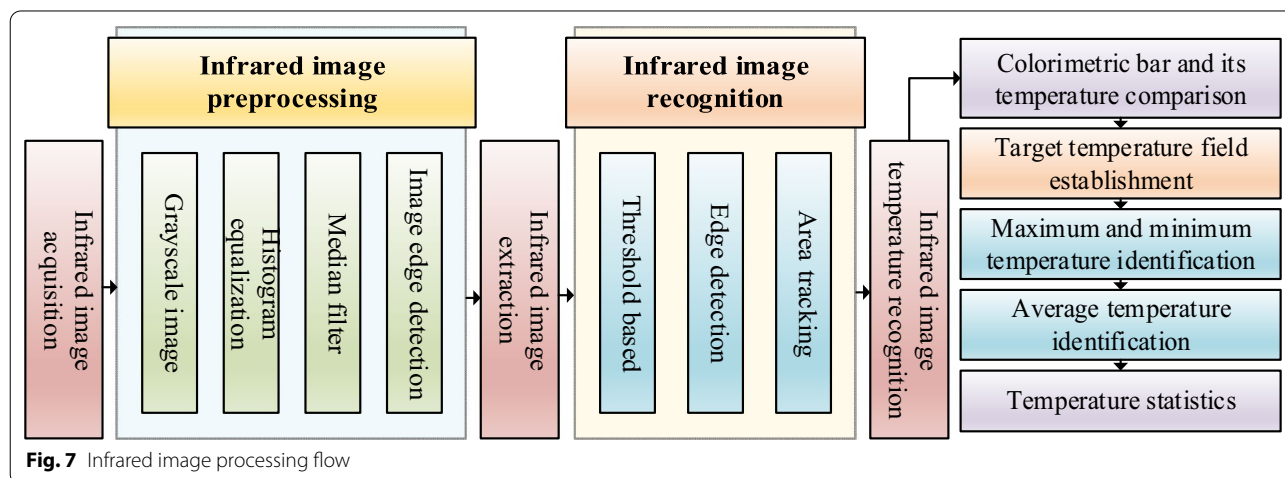 Infrared image
acquisition
Infrared image
preprocessing
Grayscale image
Histogram
equalization
Median filter
Image edge detection
Infrared image
extraction
Infrared image
recognition
Threshold based
Edge detection
Area tracking
Infrared image
temperature recognition
Colorimetric bar and its
temperature comparison
Target temperature field
establishment
Maximum and minimum
temperature identification
Average temperature
identification
Temperature statistics
Fig. 7 Infrared image processing flow